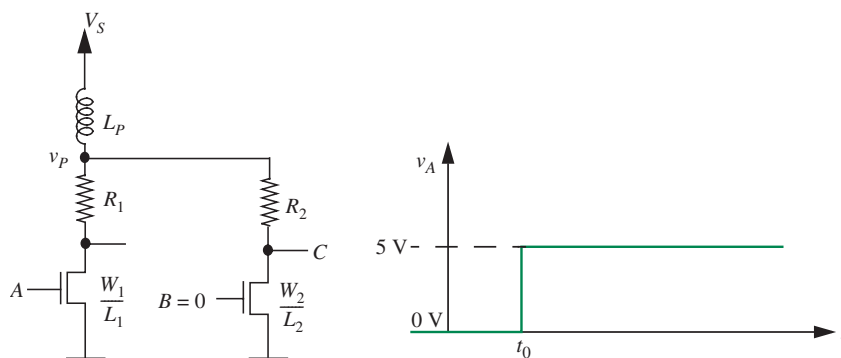 V_S
L_P
v_P
R_1
R_2
C
A
W_1
L_1
B = 0
W_2
L_2
v_A
5 V
0 V
t_0